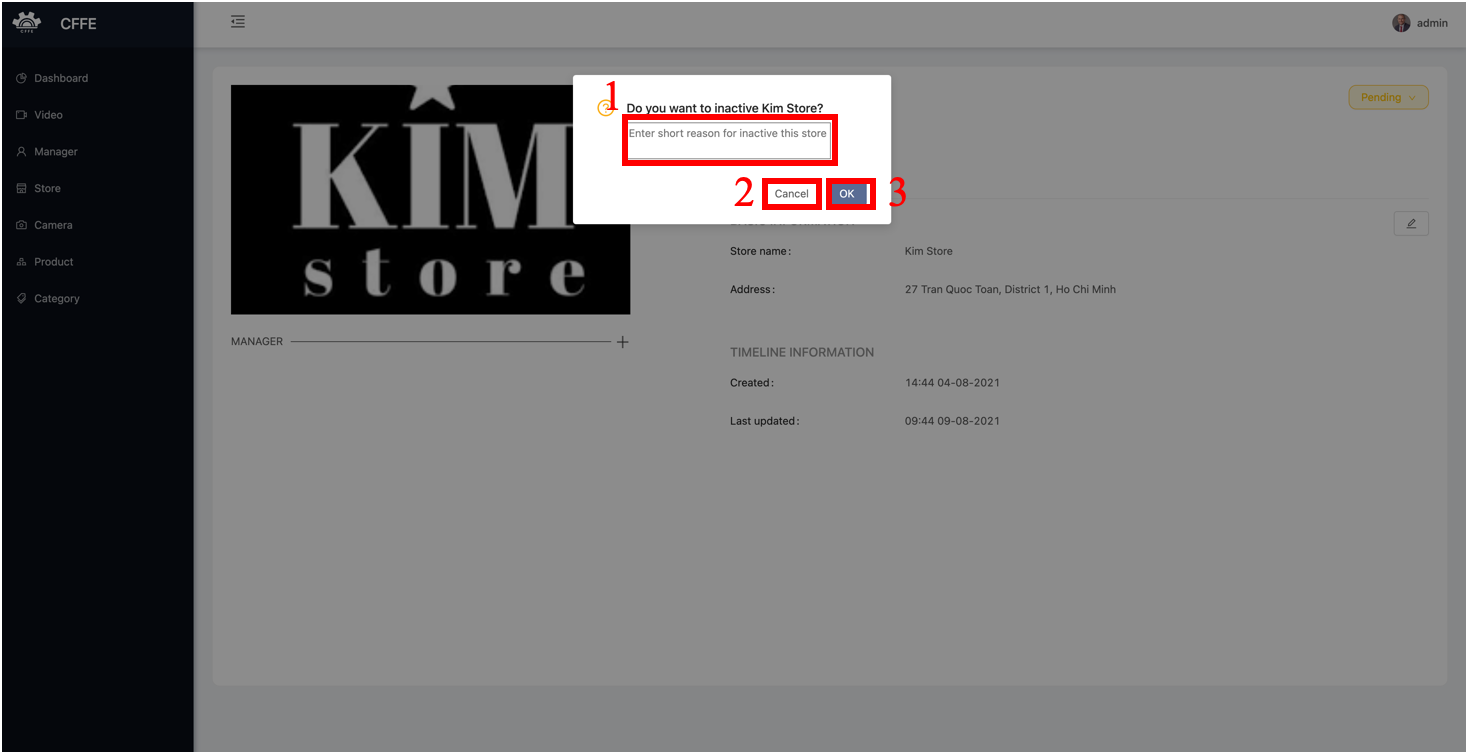 CFFE
CFFE
admin
Dashboard
Video
Manager
Store
Camera
Product
Category
KIM
store
MANAGER
1
Do you want to inactive Kim Store?
Enter short reason for inactive this store
2
Cancel
OK
3
Pending
Store name:
Kim Store
Address:
27 Tran Quoc Toan, District 1, Ho Chi Minh
TIMELINE INFORMATION
Created:
14:44 04-08-2021
Last updated:
09:44 09-08-2021